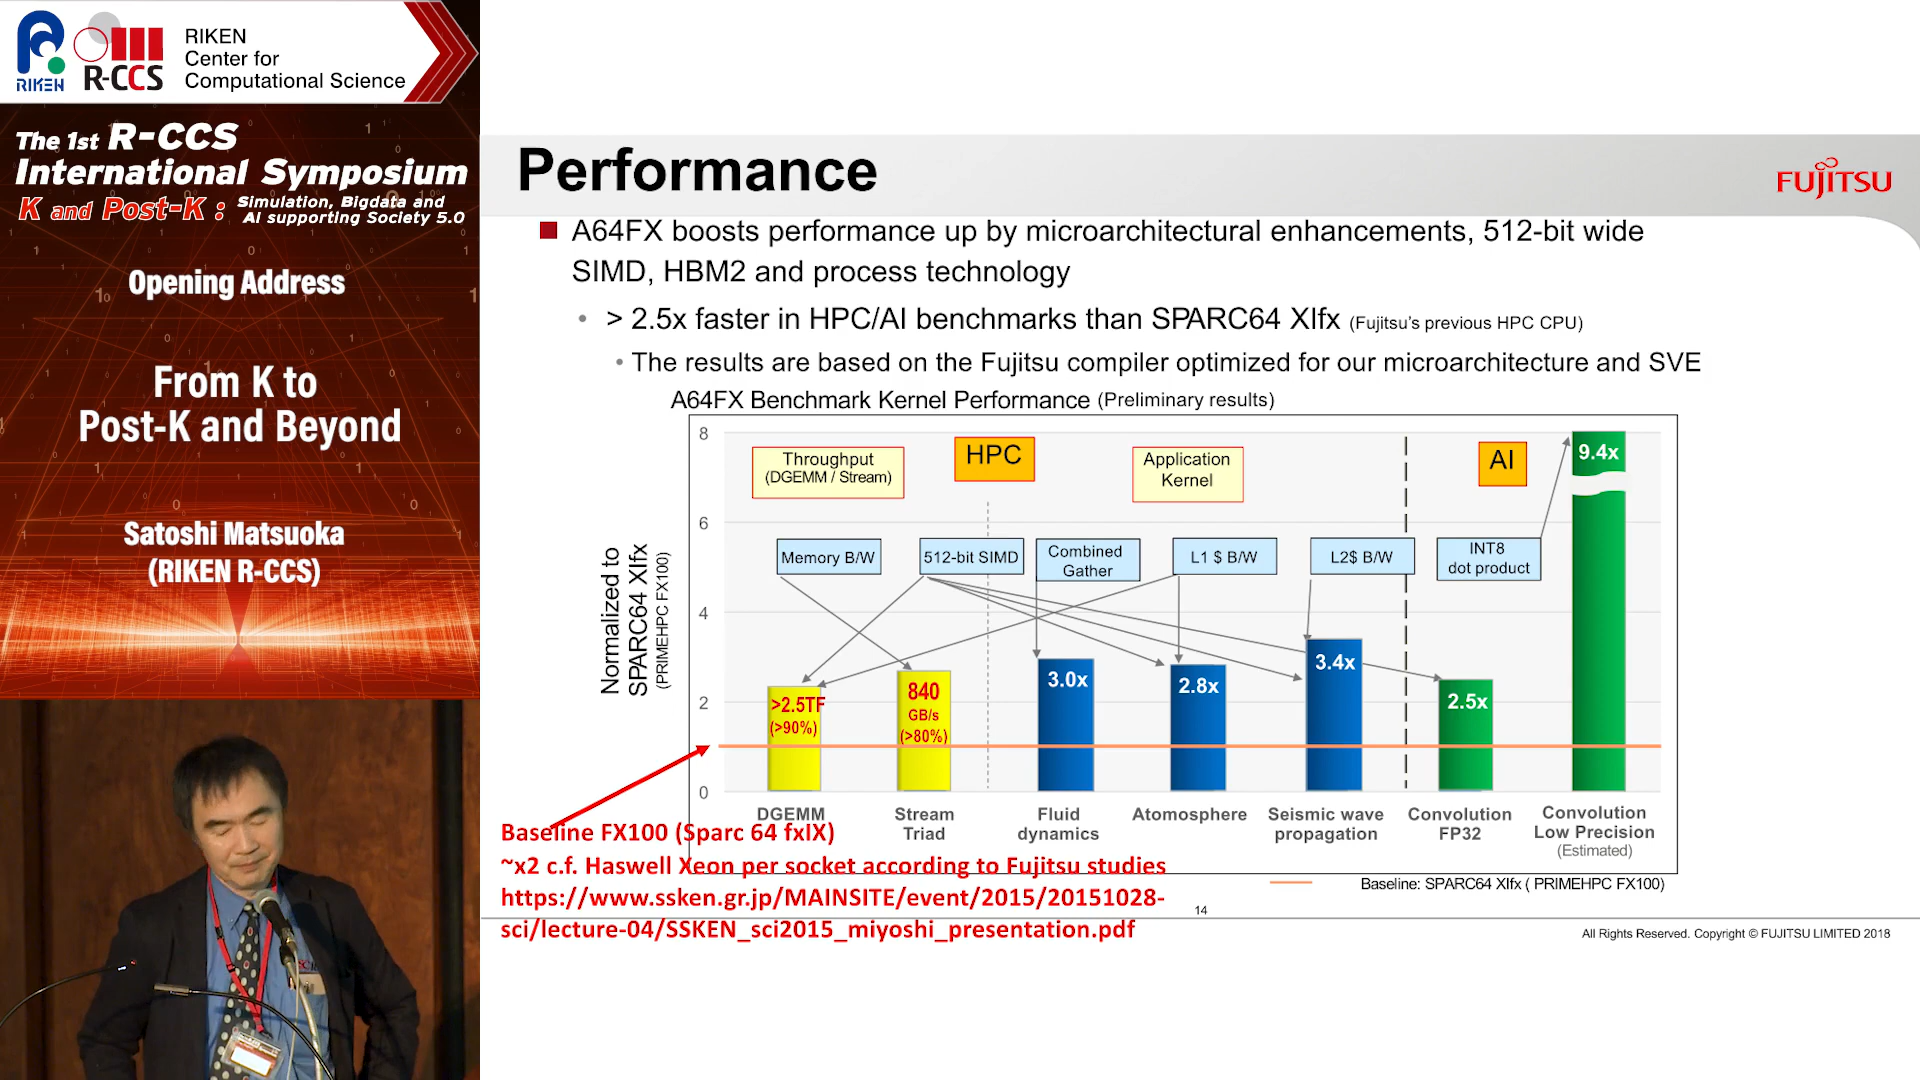 RIKEN
R-CCS
RIKEN
Center for
Computational Science
The 1st R-CCS
International Symposium
K and Post-K : Simulation, Bigdata and
AI supporting Society 5.0
Opening Address
From K to
Post-K and Beyond
Satoshi Matsuoka
(RIKEN R-CCS)
Performance
FUJITSU
A64FX boosts performance up by microarchitectural enhancements, 512-bit wide
SIMD, HBM2 and process technology
• > 2.5x faster in HPC/AI benchmarks than SPARC64 XIfx (Fujitsu's previous HPC CPU)
• The results are based on the Fujitsu compiler optimized for our microarchitecture and SVE
A64FX Benchmark Kernel Performance (Preliminary results)
Normalized to
SPARC64 XIfx
(PRIMEHPC FX100)
8
6
4
2
0
Throughput
(DGEMM / Stream)
HPC
Application
Kernel
AI
Memory B/W
512-bit SIMD
Combined
Gather
L1 $ B/W
L2$ B/W
INT8
dot product
>2.5TF
(>90%)
840
GB/s
(>80%)
3.0x
2.8x
3.4x
2.5x
9.4x
DGEMM
Stream
Triad
Fluid
dynamics
Atomosphere
Seismic wave
propagation
Convolution
FP32
Convolution
Low Precision
(Estimated)
Baseline FX100 (Sparc 64 fxIX)
~x2 c.f. Haswell Xeon per socket according to Fujitsu studies
https://www.ssken.gr.jp/MAINSITE/event/2015/20151028-
sci/lecture-04/SSKEN_sci2015_miyoshi_presentation.pdf
Baseline: SPARC64 XIfx ( PRIMEHPC FX100)
14
All Rights Reserved. Copyright © FUJITSU LIMITED 2018